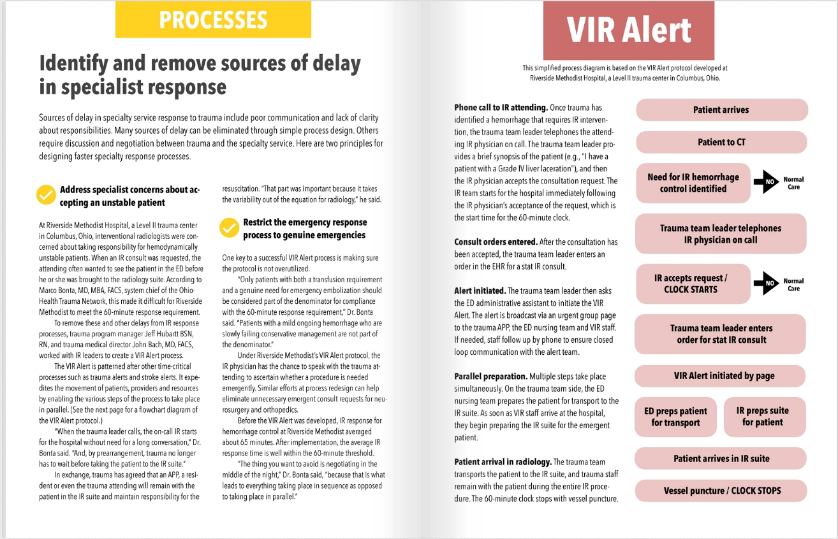 PROCESSES
Identify and remove sources of delay
in specialist response
Sources of delay in specialty service response to trauma include poor communication and lack of clarity
about responsibilities. Many sources of delay can be eliminated through simple process design. Others
require discussion and negotiation between trauma and the specialty service. Here are two principles for
designing faster specialty response processes.
Address specialist concerns about ac-
cepting an unstable patient
At Riverside Methodist Hospital, a Level II trauma center
in Columbus, Ohio, interventional radiologists were con-
cerned about taking responsibility for hemodynamically
unstable patients. When an IR consult was requested, the
attending often wanted to see the patient in the ED before
he or she was brought to the radiology suite. According to
Marco Bonta, MD, MBA, FACS, system chief of the Ohio-
Health Trauma Network, this made it difficult for Riverside
Methodist to meet the 60-minute response requirement.
To remove these and other delays from IR response
processes, trauma program manager Jeff Hubartt BSN,
RN, and trauma medical director John Bach, MD, FACS,
worked with IR leaders to create a VIR Alert process.
The VIR Alert is patterned after other time-critical
processes such as trauma alerts and stroke alerts. It expe-
dites the movement of patients, providers and resources
by enabling the various steps of the process to take place
in parallel. (See the next page for a flowchart diagram of
the VIR Alert protocol.)
"When the trauma leader calls, the on-call IR starts
for the hospital without need for a long conversation," Dr.
Bonta said. "And, by prearrangement, trauma no longer
has to wait before taking the patient to the IR suite."
In exchange, trauma has agreed that an APP, a resi-
dent or even the trauma attending will remain with the
patient in the IR suite and maintain responsibility for the
resuscitation. "That part was important because it takes
the variability out of the equation for radiology," he said.
Restrict the emergency response
process to genuine emergencies
One key to a successful VIR Alert process is making sure
the protocol is not overutilized.
"Only patients with both a transfusion requirement
and a genuine need for emergency embolization should
be considered part of the denominator for compliance
with the 60-minute response requirement," Dr. Bonta
said. "Patients with a mild ongoing hemorrhage who are
slowly failing conservative management are not part of
the denominator."
Under Riverside Methodist's VIR Alert protocol, the
IR physician has the chance to speak with the trauma at-
tending to ascertain whether a procedure is needed
emergently. Similar efforts at process redesign can help
eliminate unnecessary emergent consult requests for neu-
rosurgery and orthopedics.
Before the VIR Alert was developed, IR response for
hemorrhage control at Riverside Methodist averaged
about 65 minutes. After implementation, the average IR
response time is well within the 60-minute threshold.
"The thing you want to avoid is negotiating in the
middle of the night," Dr. Bonta said, "because that is what
leads to everything taking place in sequence as opposed
to taking place in parallel."
VIR Alert
This simplified process diagram is based on the VIR Alert protocol developed at
Riverside Methodist Hospital, a Level II trauma center in Columbus, Ohio.
Phone call to IR attending. Once trauma has
identified a hemorrhage that requires IR interven-
tion, the trauma team leader telephones the attend-
ing IR physician on call. The trauma team leader pro-
vides a brief synopsis of the patient (e.g., "I have a
patient with a Grade IV liver laceration"), and then
the IR physician accepts the consultation request. The
IR team starts for the hospital immediately following
the IR physician's acceptance of the request, which is
the start time for the 60-minute clock.
Consult orders entered. After the consultation has
been accepted, the trauma team leader enters an
order in the EHR for a stat IR consult.
Alert initiated. The trauma team leader then asks
the ED administrative assistant to initiate the VIR
Alert. The alert is broadcast via an urgent group page
to the trauma APP, the ED nursing team and VIR staff.
If needed, staff follow up by phone to ensure closed
loop communication with the alert team.
Parallel preparation. Multiple steps take place
simultaneously. On the trauma team side, the ED
nursing team prepares the patient for transport to the
IR suite. As soon as VIR staff arrive at the hospital,
they begin preparing the IR suite for the emergent
patient.
Patient arrival in radiology. The trauma team
transports the patient to the IR suite, and trauma staff
remain with the patient during the entire IR proce-
dure. The 60-minute clock stops with vessel puncture.
Patient arrives
Patient to CT
Need for IR hemorrhage
control identified
NO
Normal
Care
Trauma team leader telephones
IR physician on call
IR accepts request /
CLOCK STARTS
NO
Normal
Care
Trauma team leader enters
order for stat IR consult
VIR Alert initiated by page
ED preps patient
for transport
IR preps suite
for patient
Patient arrives in IR suite
Vessel puncture / CLOCK STOPS